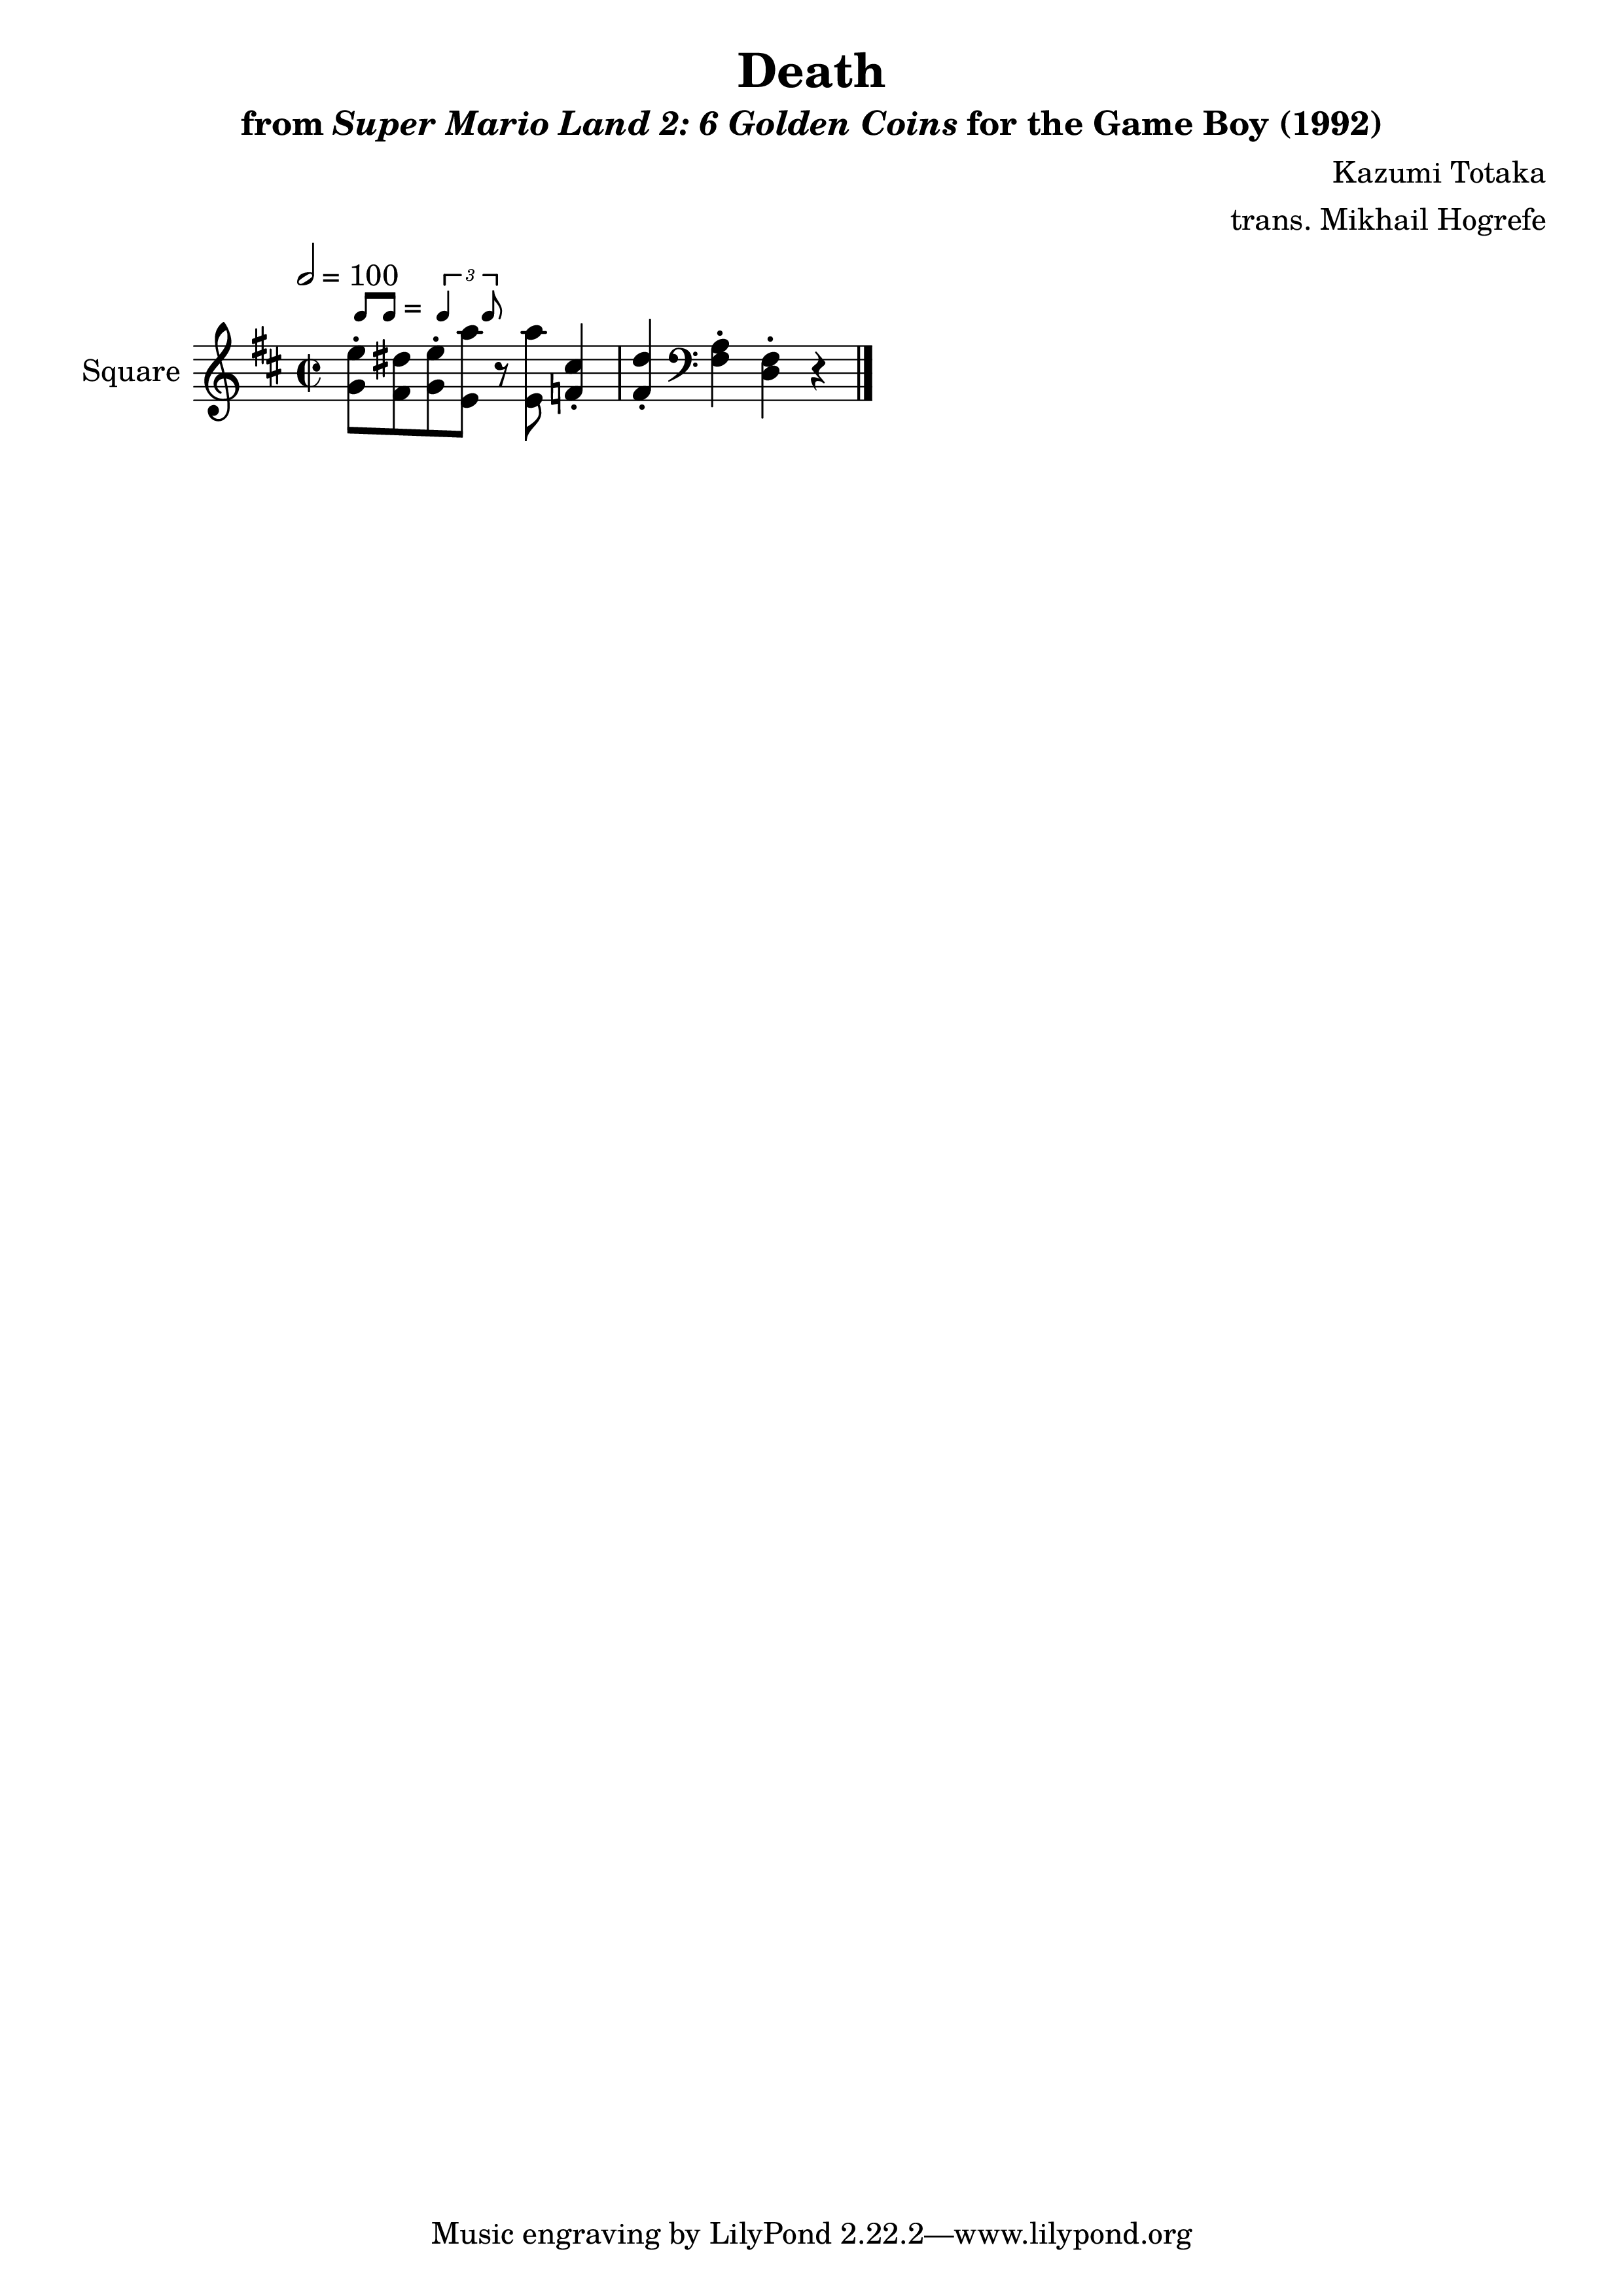 Death
from Super Mario Land 2: 6 Golden Coins for the Game Boy (1992)
Kazumi Totaka
trans. Mikhail Hogrefe
= 100
= 3
Square
Music engraving by LilyPond 2.22.2—www.lilypond.org